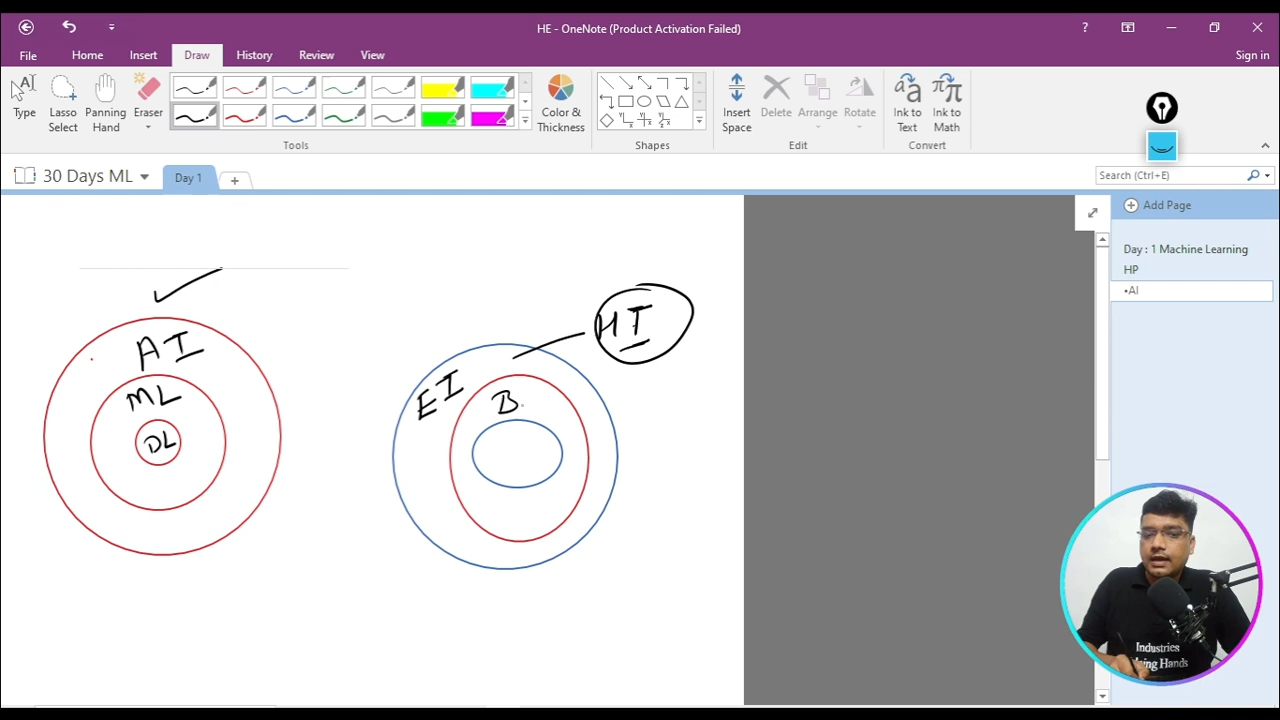 HE - OneNote (Product Activation Failed)
?
File Home Insert Draw History Review View
Sign in
Type
Lasso Select
Panning Hand
Eraser
Color & Thickness
Insert Space
Delete
Arrange
Rotate
Ink to Text
Ink to Math
Tools
Shapes
Edit
Convert
30 Days ML
Day 1
Search (Ctrl+E)
Add Page
Day : 1 Machine Learning
HP
•AI
AI
ML
DL
HI
EI
B
Industries
Hands